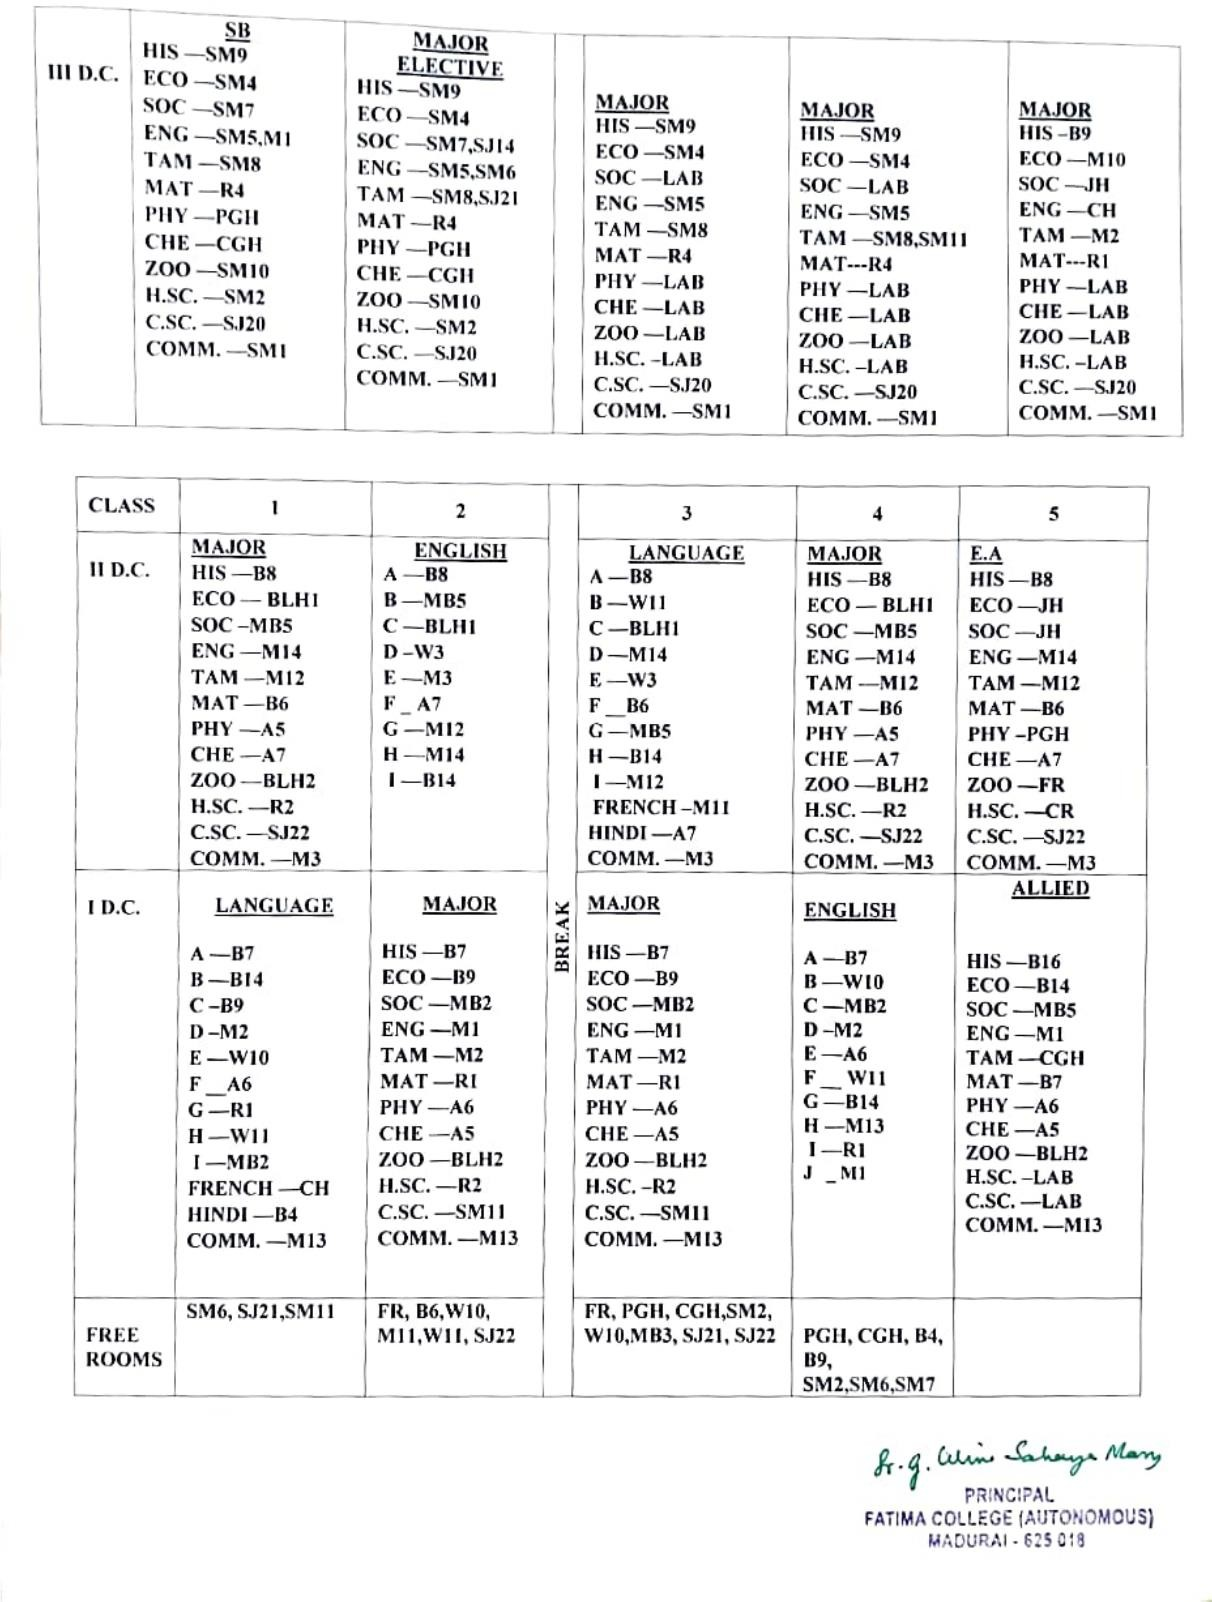 III D.C.
SB
HIS —SM9
ECO —SM4
SOC —SM7
ENG —SM5,M1
TAM —SM8
MAT —R4
PHY —PGH
CHE —CGH
ZOO —SM10
H.SC. —SM2
C.SC. —SJ20
COMM. —SM1
MAJOR
ELECTIVE
HIS —SM9
ECO —SM4
SOC —SM7,SJ14
ENG —SM5,SM6
TAM —SM8,SJ21
MAT —R4
PHY —PGH
CHE —CGH
ZOO —SM10
H.SC. —SM2
C.SC. —SJ20
COMM. —SM1
MAJOR
HIS —SM9
ECO —SM4
SOC —LAB
ENG —SM5
TAM —SM8
MAT —R4
PHY —LAB
CHE —LAB
ZOO —LAB
H.SC. –LAB
C.SC. —SJ20
COMM. —SM1
MAJOR
HIS —SM9
ECO —SM4
SOC —LAB
ENG —SM5
TAM —SM8,SM11
MAT---R4
PHY —LAB
CHE —LAB
ZOO —LAB
H.SC. –LAB
C.SC. —SJ20
COMM. —SM1
MAJOR
HIS –B9
ECO —M10
SOC —JH
ENG —CH
TAM —M2
MAT---R1
PHY —LAB
CHE —LAB
ZOO —LAB
H.SC. –LAB
C.SC. —SJ20
COMM. —SM1
CLASS
1
2
3
4
5
II D.C.
MAJOR
HIS —B8
ECO — BLH1
SOC –MB5
ENG —M14
TAM —M12
MAT —B6
PHY —A5
CHE —A7
ZOO —BLH2
H.SC. —R2
C.SC. —SJ22
COMM. —M3
ENGLISH
A —B8
B —MB5
C —BLH1
D –W3
E —M3
F _ A7
G —M12
H —M14
I —B14
LANGUAGE
A —B8
B —W11
C —BLH1
D —M14
E —W3
F __B6
G —MB5
H —B14
I —M12
FRENCH –M11
HINDI —A7
COMM. —M3
MAJOR
HIS —B8
ECO — BLH1
SOC —MB5
ENG —M14
TAM —M12
MAT —B6
PHY —A5
CHE —A7
ZOO —BLH2
H.SC. —R2
C.SC. —SJ22
COMM. —M3
E.A
HIS —B8
ECO —JH
SOC —JH
ENG —M14
TAM —M12
MAT —B6
PHY –PGH
CHE —A7
ZOO —FR
H.SC. —CR
C.SC. —SJ22
COMM. —M3
I D.C.
LANGUAGE
A —B7
B —B14
C –B9
D –M2
E —W10
F __A6
G —R1
H —W11
I —MB2
FRENCH —CH
HINDI —B4
COMM. —M13
MAJOR
HIS —B7
ECO —B9
SOC —MB2
ENG —M1
TAM —M2
MAT —R1
PHY —A6
CHE —A5
ZOO —BLH2
H.SC. —R2
C.SC. —SM11
COMM. —M13
BREAK
MAJOR
HIS —B7
ECO —B9
SOC —MB2
ENG —M1
TAM —M2
MAT —R1
PHY —A6
CHE —A5
ZOO —BLH2
H.SC. –R2
C.SC. —SM11
COMM. —M13
ENGLISH
A —B7
B —W10
C —MB2
D –M2
E —A6
F __ W11
G —B14
H —M13
I —R1
J _ M1
ALLIED
HIS —B16
ECO —B14
SOC —MB5
ENG —M1
TAM —CGH
MAT —B7
PHY —A6
CHE —A5
ZOO —BLH2
H.SC. –LAB
C.SC. —LAB
COMM. —M13
FREE
ROOMS
SM6, SJ21,SM11
FR, B6,W10,
M11,W11, SJ22
FR, PGH, CGH,SM2,
W10,MB3, SJ21, SJ22
PGH, CGH, B4,
B9,
SM2,SM6,SM7
Sr. G. Celine Sahaya Mary
PRINCIPAL
FATIMA COLLEGE (AUTONOMOUS)
MADURAI - 625 018